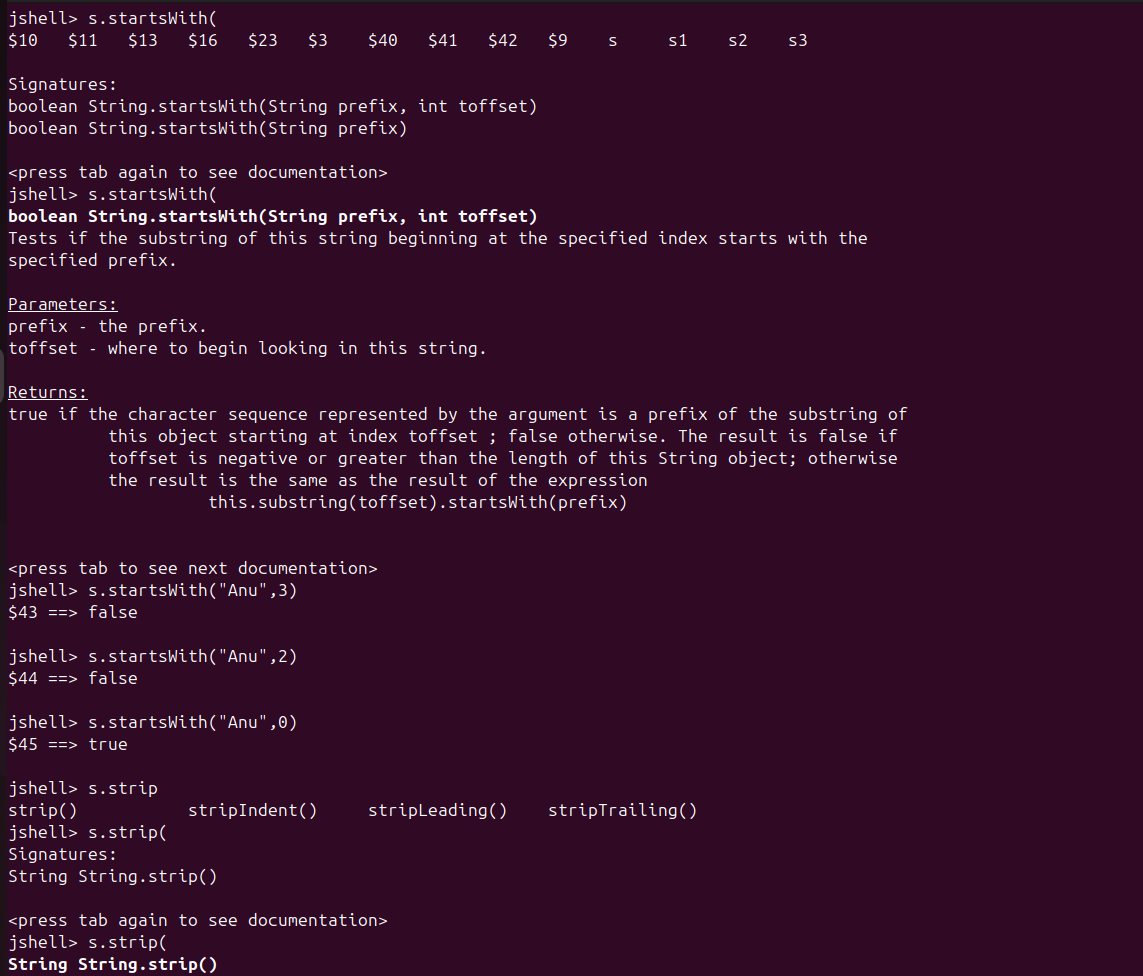 jshell> s.startsWith(
$10   $11   $13   $16   $23   $3    $40   $41   $42   $9    s     s1    s2    s3
Signatures:
boolean String.startsWith(String prefix, int toffset)
boolean String.startsWith(String prefix)
<press tab again to see documentation>
jshell> s.startsWith(
boolean String.startsWith(String prefix, int toffset)
Tests if the substring of this string beginning at the specified index starts with the
specified prefix.
Parameters:
prefix - the prefix.
toffset - where to begin looking in this string.
Returns:
true if the character sequence represented by the argument is a prefix of the substring of
          this object starting at index toffset ; false otherwise. The result is false if
          toffset is negative or greater than the length of this String object; otherwise
          the result is the same as the result of the expression
                    this.substring(toffset).startsWith(prefix)
<press tab to see next documentation>
jshell> s.startsWith("Anu",3)
$43 ==> false
jshell> s.startsWith("Anu",2)
$44 ==> false
jshell> s.startsWith("Anu",0)
$45 ==> true
jshell> s.strip
strip()           stripIndent()     stripLeading()    stripTrailing()
jshell> s.strip(
Signatures:
String String.strip()
<press tab again to see documentation>
jshell> s.strip(
String String.strip()